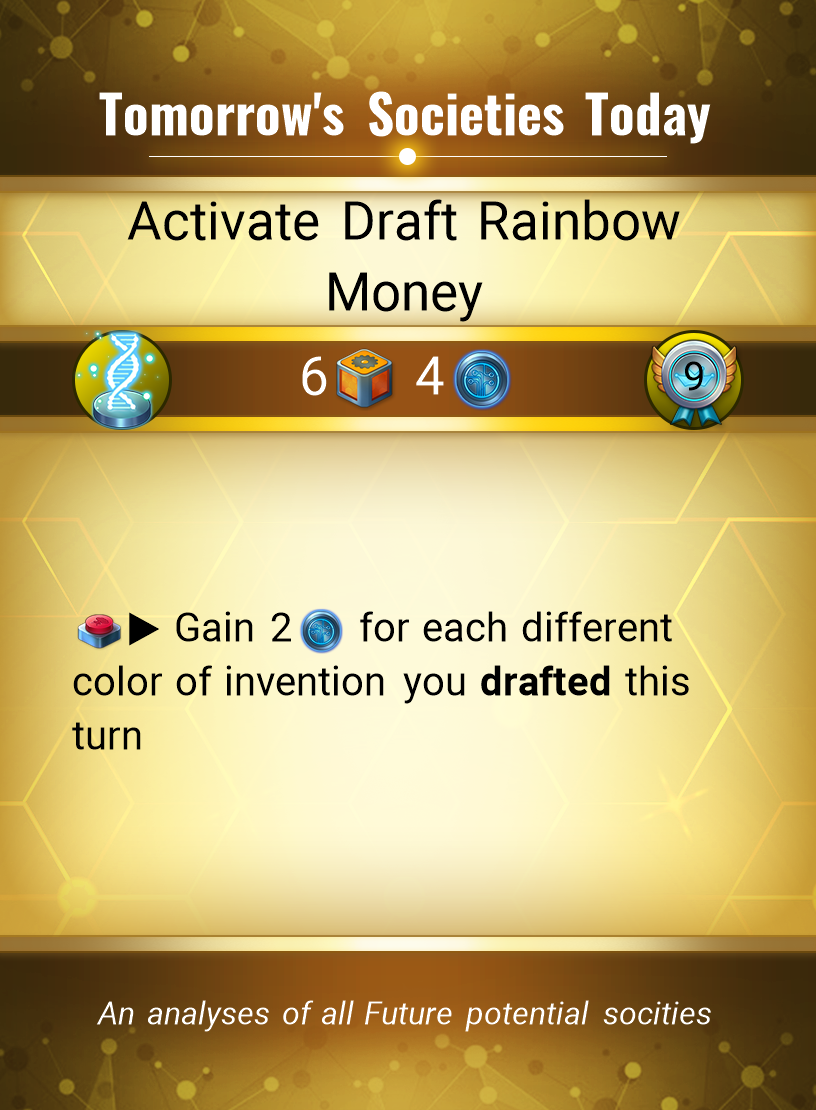 Tomorrow's Societies Today
Activate Draft Rainbow
Money
6 4 9
▶ Gain 2 for each different
color of invention you drafted this
turn
An analyses of all Future potential socities